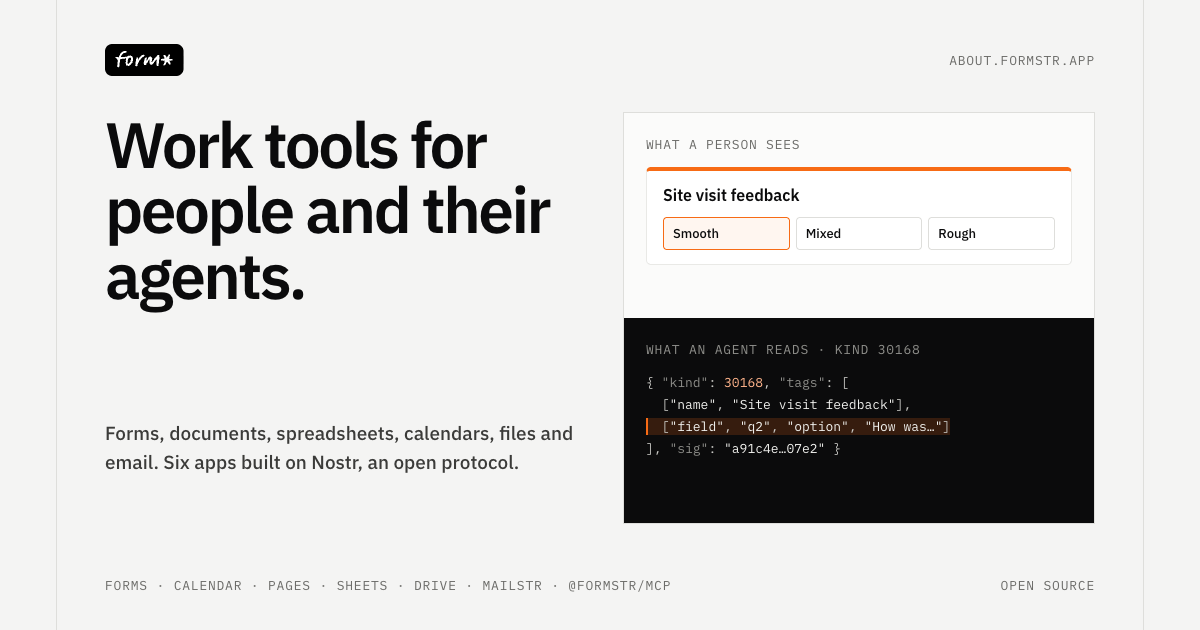 form*
ABOUT.FORMSTR.APP
Work tools for
people and their
agents.
Forms, documents, spreadsheets, calendars, files and
email. Six apps built on Nostr, an open protocol.
WHAT A PERSON SEES
Site visit feedback
Smooth
Mixed
Rough
WHAT AN AGENT READS · KIND 30168
{ "kind": 30168, "tags": [
["name", "Site visit feedback"],
["field", "q2", "option", "How was…"]
], "sig": "a91c4e…07e2" }
FORMS · CALENDAR · PAGES · SHEETS · DRIVE · MAILSTR · @FORMSTR/MCP
OPEN SOURCE